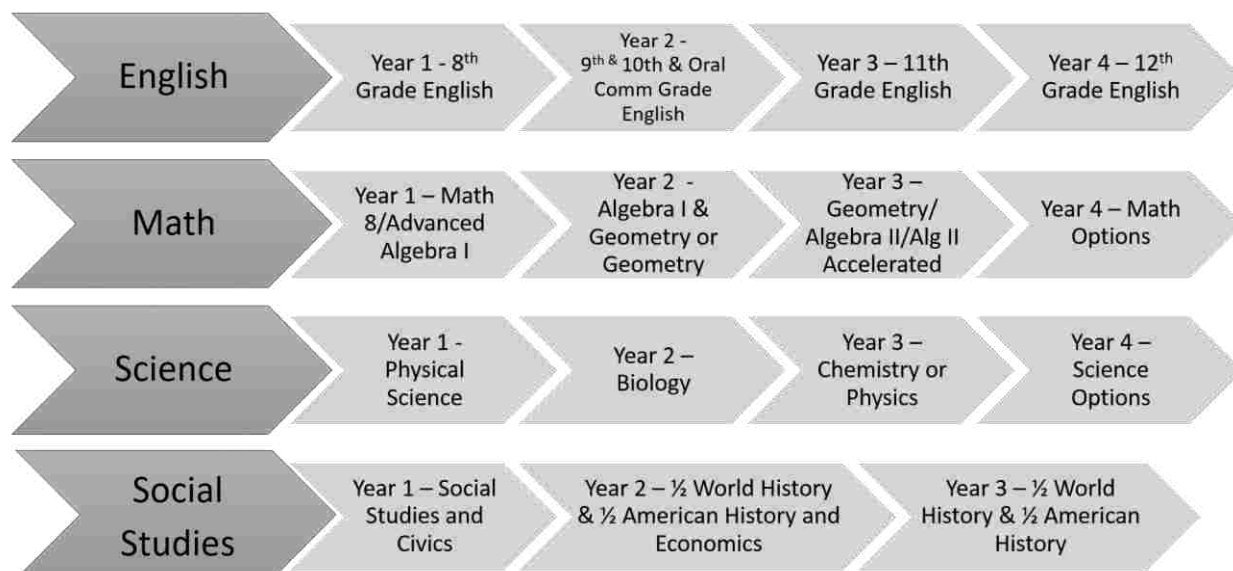 English
Year 1 - 8th
Grade English
Year 2 -
9th & 10th & Oral
Comm Grade
English
Year 3 – 11th
Grade English
Year 4 – 12th
Grade English
Math
Year 1 – Math
8/Advanced
Algebra I
Year 2 -
Algebra I &
Geometry or
Geometry
Year 3 –
Geometry/
Algebra II/Alg II
Accelerated
Year 4 – Math
Options
Science
Year 1 -
Physical
Science
Year 2 –
Biology
Year 3 –
Chemistry or
Physics
Year 4 –
Science
Options
Social
Studies
Year 1 – Social
Studies and
Civics
Year 2 – ½ World History
& ½ American History and
Economics
Year 3 – ½ World
History & ½ American
History